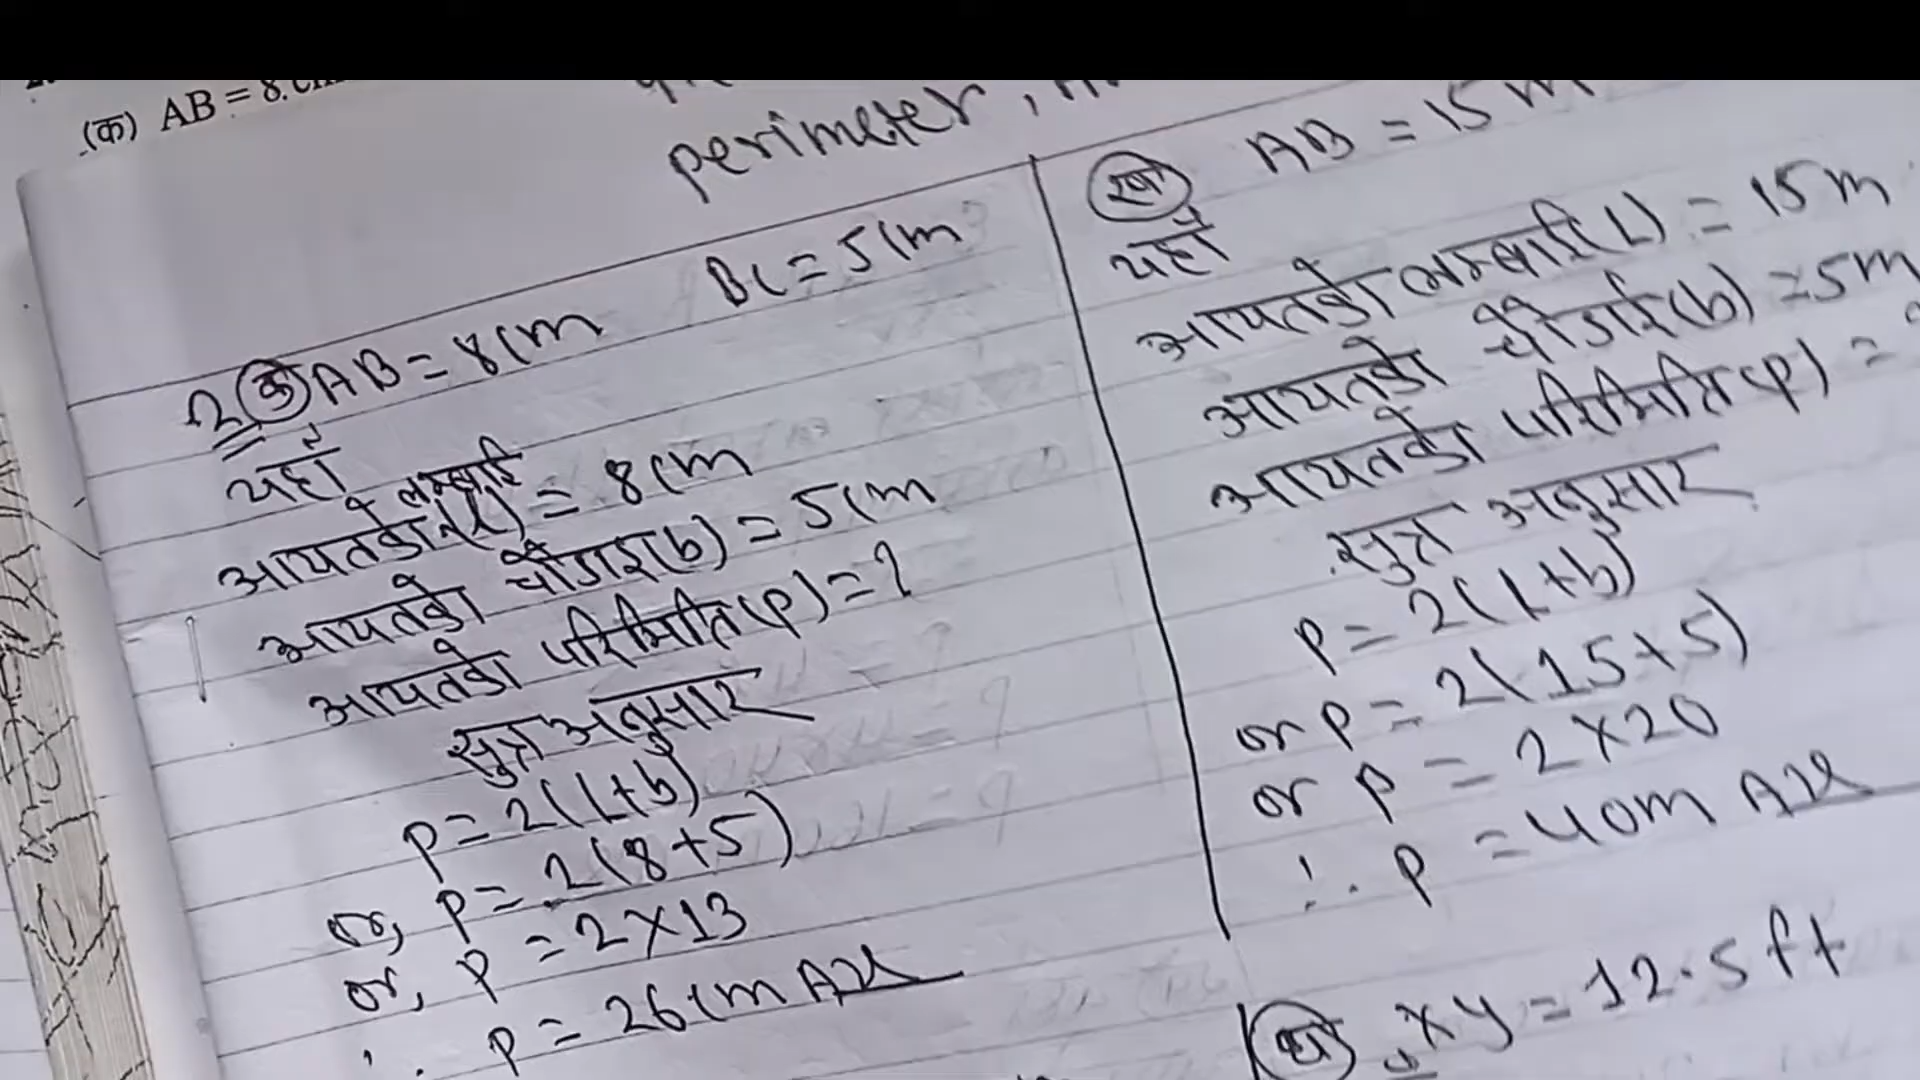 (क) AB = 8.cm
perimeter,
2 (क) AB = 8cm BC = 5cm
यहाँ
आयतको लम्बाई (l) = 8cm
आयतको चौडाई (b) = 5cm
आयतको परिमिति (p) = ?
सुत्र अनुसार
P = 2(l+b)
or, P = 2(8+5)
or, P = 2×13
∴ P = 26cm Ans
(ख) AB = 15m
यहाँ
आयतको लम्बाई (L) = 15m
आयतको चौडाई (b) = 5m
आयतको परिमिति (p) = ?
सुत्र अनुसार
P = 2(l+b)
or P = 2(15+5)
or P = 2×20
∴ P = 40m Ans
(घ) xy = 12.5ft